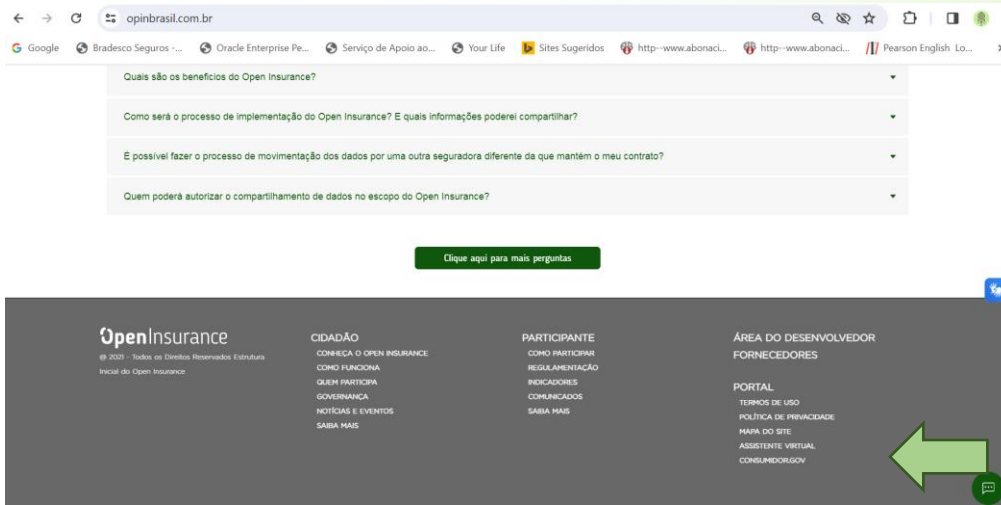 opinbrasil.com.br
Google
Bradesco Seguros -...
Oracle Enterprise Pe...
Serviço de Apoio ao...
Your Life
Sites Sugeridos
http--www.abonaci...
http--www.abonaci...
Pearson English Lo...
Quais são os benefícios do Open Insurance?
Como será o processo de implementação do Open Insurance? E quais informações poderei compartilhar?
É possível fazer o processo de movimentação dos dados por uma outra seguradora diferente da que mantém o meu contrato?
Quem poderá autorizar o compartilhamento de dados no escopo do Open Insurance?
Clique aqui para mais perguntas
OpenInsurance
@ 2021 - Todos os Direitos Reservados Estrutura
Inicial do Open Insurance
CIDADÃO
CONHEÇA O OPEN INSURANCE
COMO FUNCIONA
QUEM PARTICIPA
GOVERNANÇA
NOTÍCIAS E EVENTOS
SAIBA MAIS
PARTICIPANTE
COMO PARTICIPAR
REGULAMENTAÇÃO
INDICADORES
COMUNICADOS
SAIBA MAIS
ÁREA DO DESENVOLVEDOR
FORNECEDORES
PORTAL
TERMOS DE USO
POLÍTICA DE PRIVACIDADE
MAPA DO SITE
ASSISTENTE VIRTUAL
CONSUMIDOR.GOV